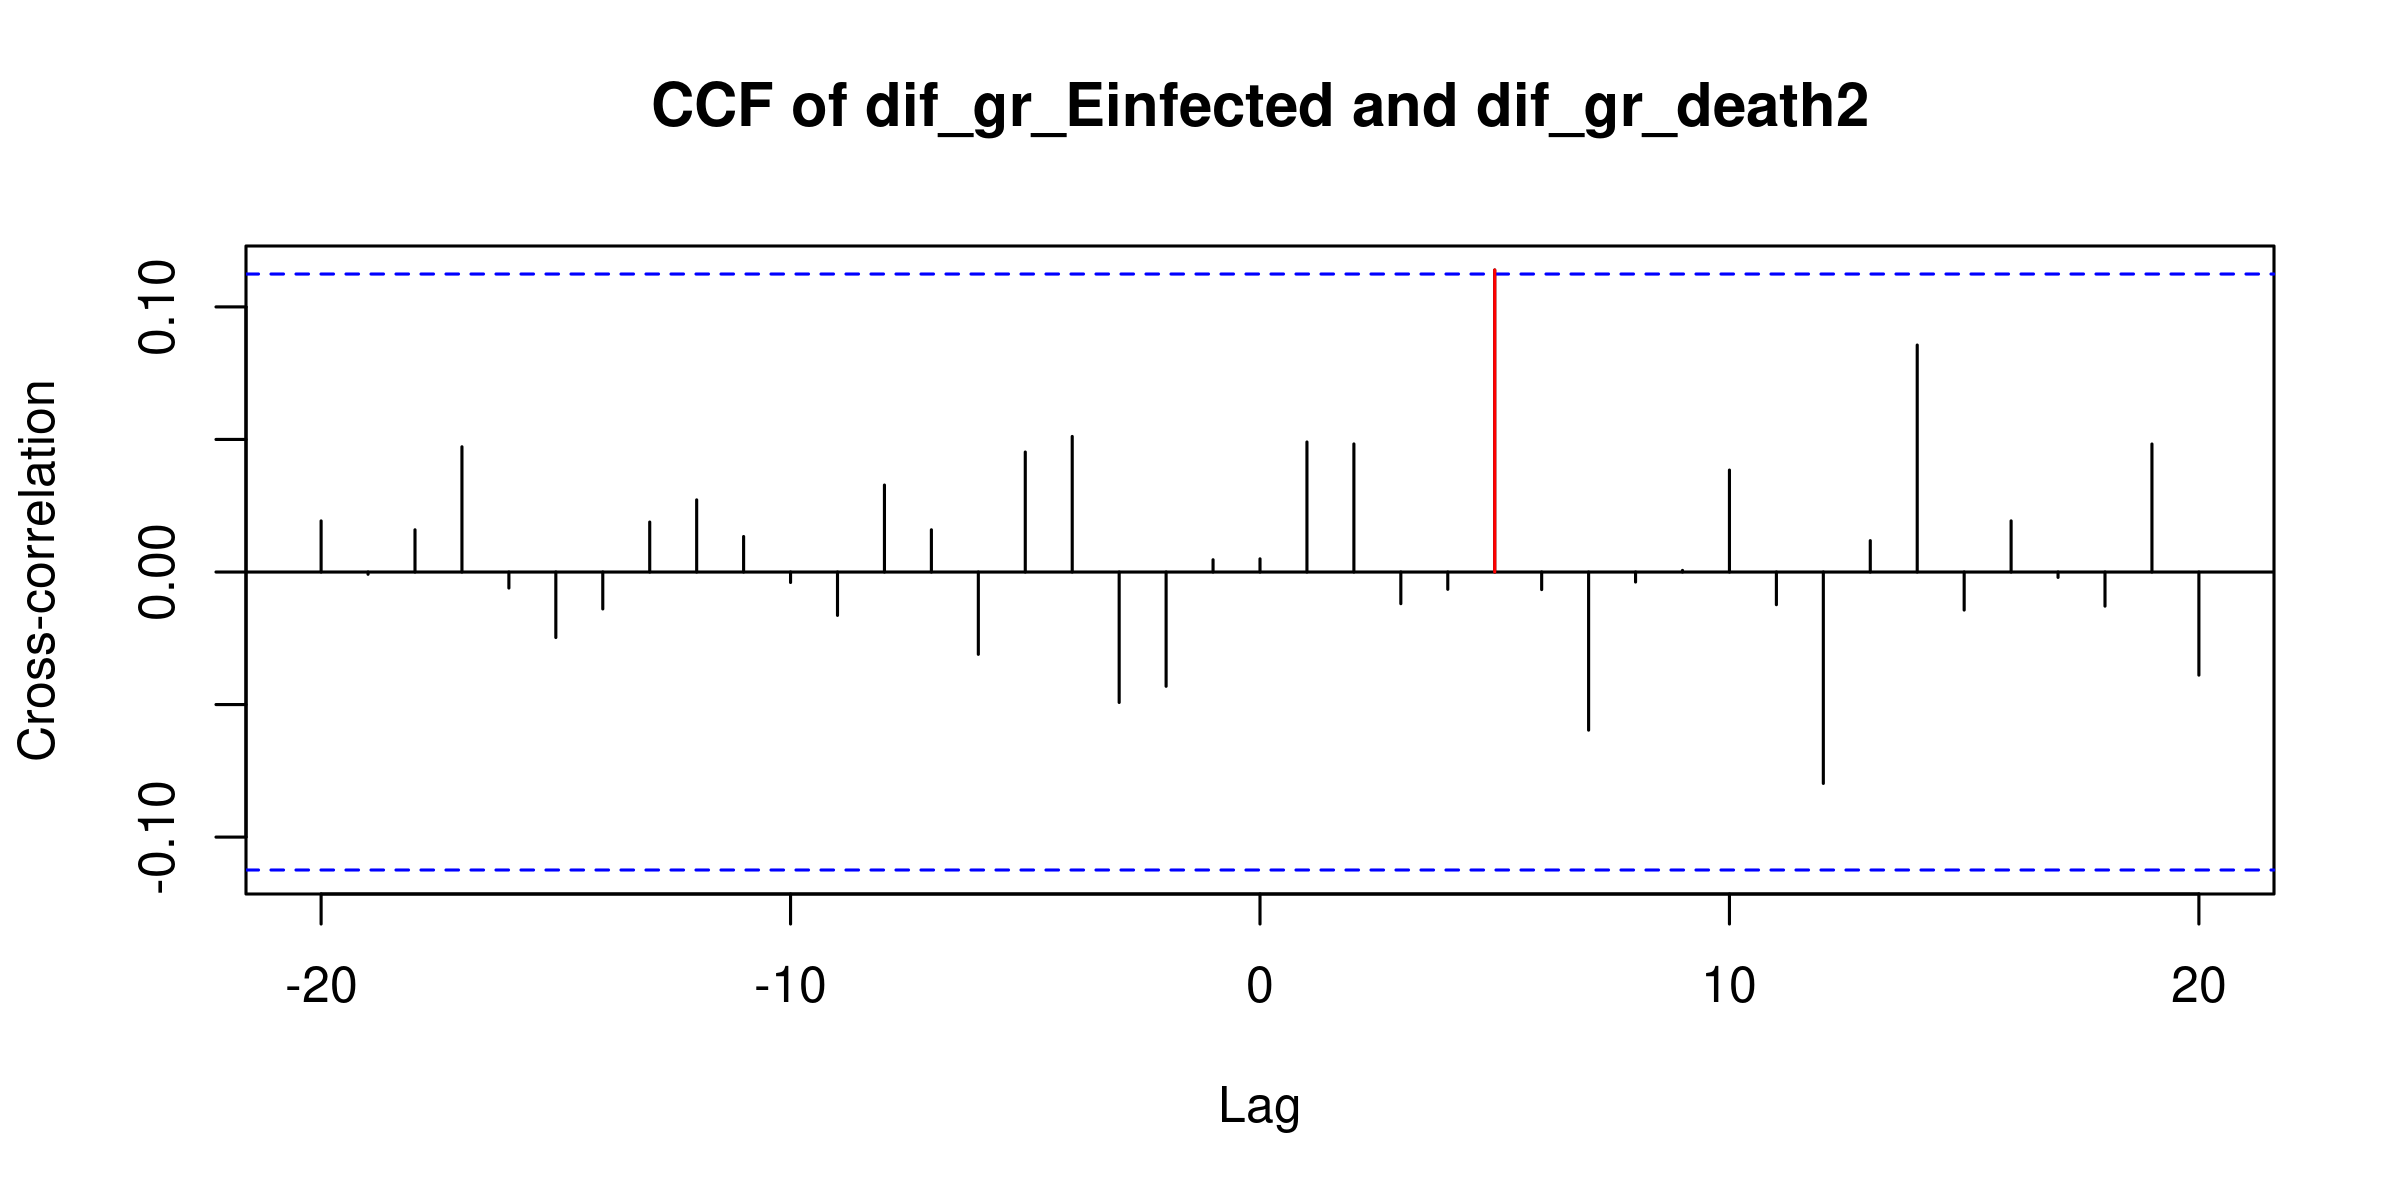 CCF of dif_gr_Einfected and dif_gr_death2
Cross-correlation
0.10
0.00
-0.10
-20 -10 0 10 20
Lag